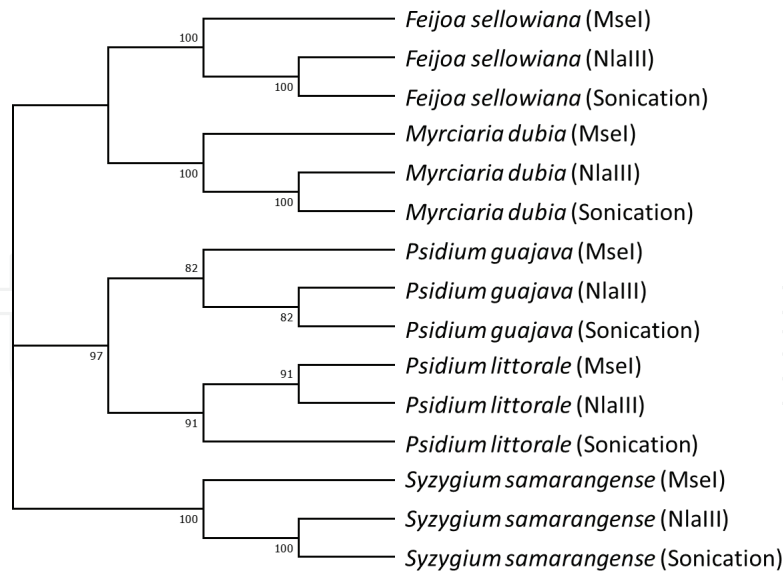 Feijoa sellowiana (MseI)
100
Feijoa sellowiana (NlaIII)
100
Feijoa sellowiana (Sonication)
Myrciaria dubia (MseI)
100
Myrciaria dubia (NlaIII)
100
Myrciaria dubia (Sonication)
Psidium guajava (MseI)
82
Psidium guajava (NlaIII)
82
Psidium guajava (Sonication)
97
Psidium littorale (MseI)
91
Psidium littorale (NlaIII)
91
Psidium littorale (Sonication)
Syzygium samarangense (MseI)
100
Syzygium samarangense (NlaIII)
100
Syzygium samarangense (Sonication)